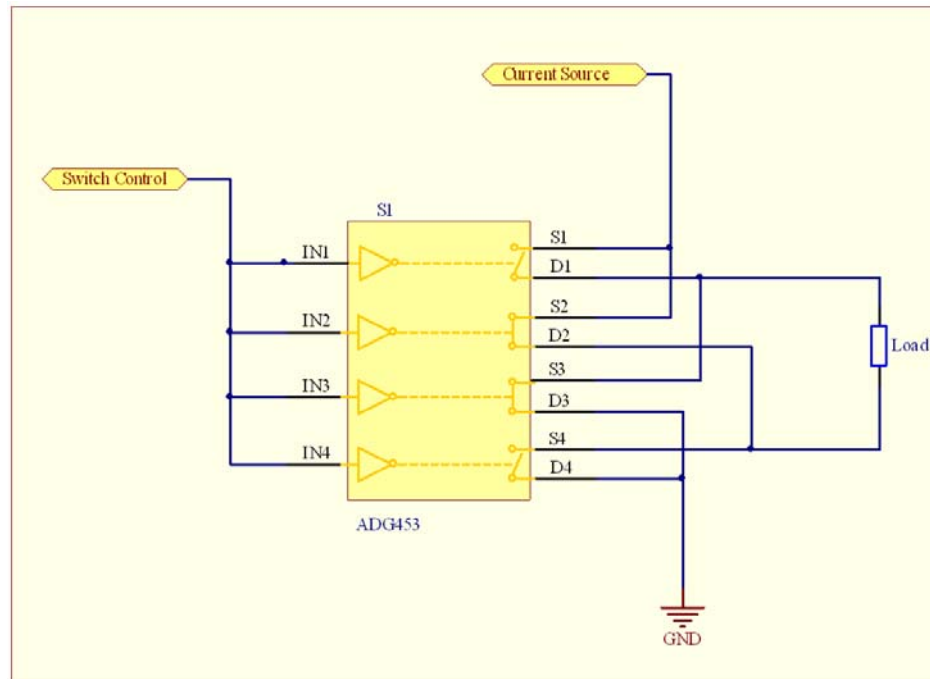 Current Source
Switch Control
S1
IN1
S1
D1
IN2
S2
D2
Load
IN3
S3
D3
IN4
S4
D4
ADG453
GND